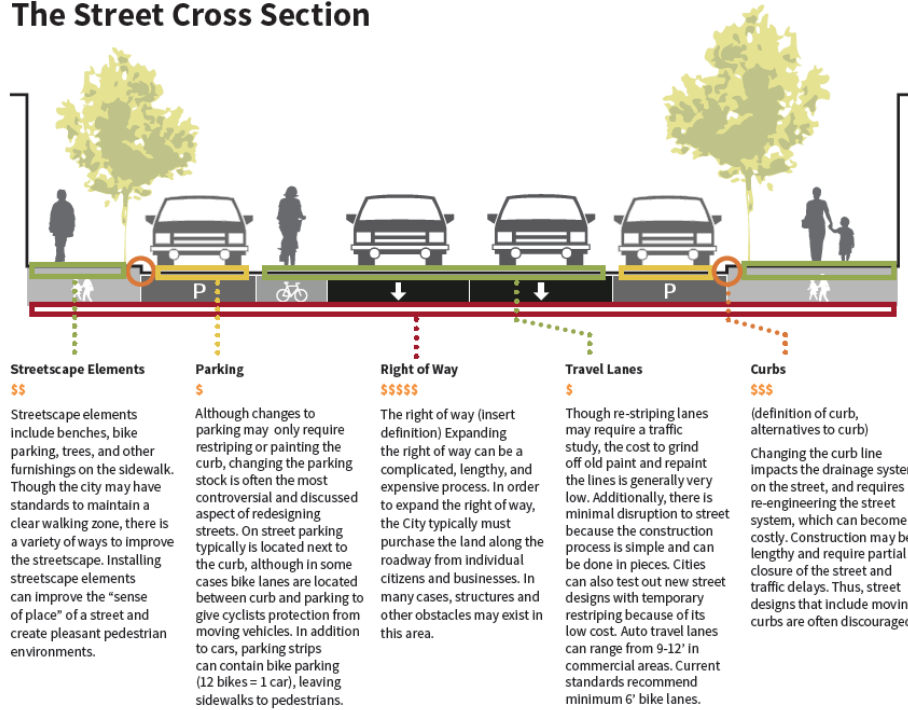 The Street Cross Section
P
P
Streetscape Elements
$$
Streetscape elements
include benches, bike
parking, trees, and other
furnishings on the sidewalk.
Though the city may have
standards to maintain a
clear walking zone, there is
a variety of ways to improve
the streetscape. Installing
streetscape elements
can improve the “sense
of place” of a street and
create pleasant pedestrian
environments.
Parking
$
Although changes to
parking may only require
restriping or painting the
curb, changing the parking
stock is often the most
controversial and discussed
aspect of redesigning
streets. On street parking
typically is located next to
the curb, although in some
cases bike lanes are located
between curb and parking to
give cyclists protection from
moving vehicles. In addition
to cars, parking strips
can contain bike parking
(12 bikes = 1 car), leaving
sidewalks to pedestrians.
Right of Way
$$$$$
The right of way (insert
definition) Expanding
the right of way can be a
complicated, lengthy, and
expensive process. In order
to expand the right of way,
the City typically must
purchase the land along the
roadway from individual
citizens and businesses. In
many cases, structures and
other obstacles may exist in
this area.
Travel Lanes
$
Though re-striping lanes
may require a traffic
study, the cost to grind
off old paint and repaint
the lines is generally very
low. Additionally, there is
minimal disruption to street
because the construction
process is simple and can
be done in pieces. Cities
can also test out new street
designs with temporary
restriping because of its
low cost. Auto travel lanes
can range from 9-12’ in
commercial areas. Current
standards recommend
minimum 6’ bike lanes.
Curbs
$$$
(definition of curb,
alternatives to curb)
Changing the curb line
impacts the drainage system
on the street, and requires
re-engineering the street
system, which can become
costly. Construction may be
lengthy and require partial
closure of the street and
traffic delays. Thus, street
designs that include moving
curbs are often discouraged